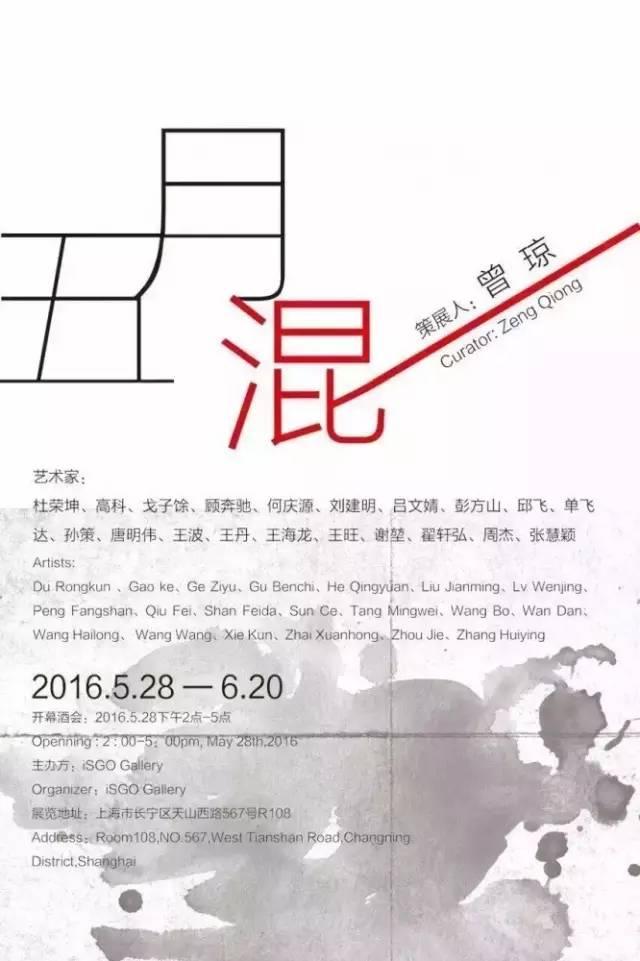 混
策展人：曾 琼
Curator: Zeng Qiong
艺术家：
杜荣坤、高科、戈子馀、顾奔驰、何庆源、刘建明、吕文婧、彭方山、邱飞、单飞
达、孙策、唐明伟、王波、王丹、王海龙、王旺、谢堃、翟轩弘、周杰、张慧颖
Artists:
Du Rongkun 、Gao ke、Ge Ziyu、Gu Benchi、He Qingyuan、Liu Jianming、Lv Wenjing、
Peng Fangshan、Qiu Fei、Shan Feida、Sun Ce、Tang Mingwei、Wang Bo、Wan Dan、
Wang Hailong、 Wang Wang、Xie Kun、Zhai Xuanhong、Zhou Jie、Zhang Huiying
2016.5.28 — 6.20
开幕酒会：2016.5.28下午2点-5点
Openning : 2 : 00-5：00pm, May 28th,2016
主办方：iSGO Gallery
Organizer：iSGO Gallery
展览地址：上海市长宁区天山西路567号R108
Address：Room108,NO.567,West Tianshan Road,Changning
District,Shanghai